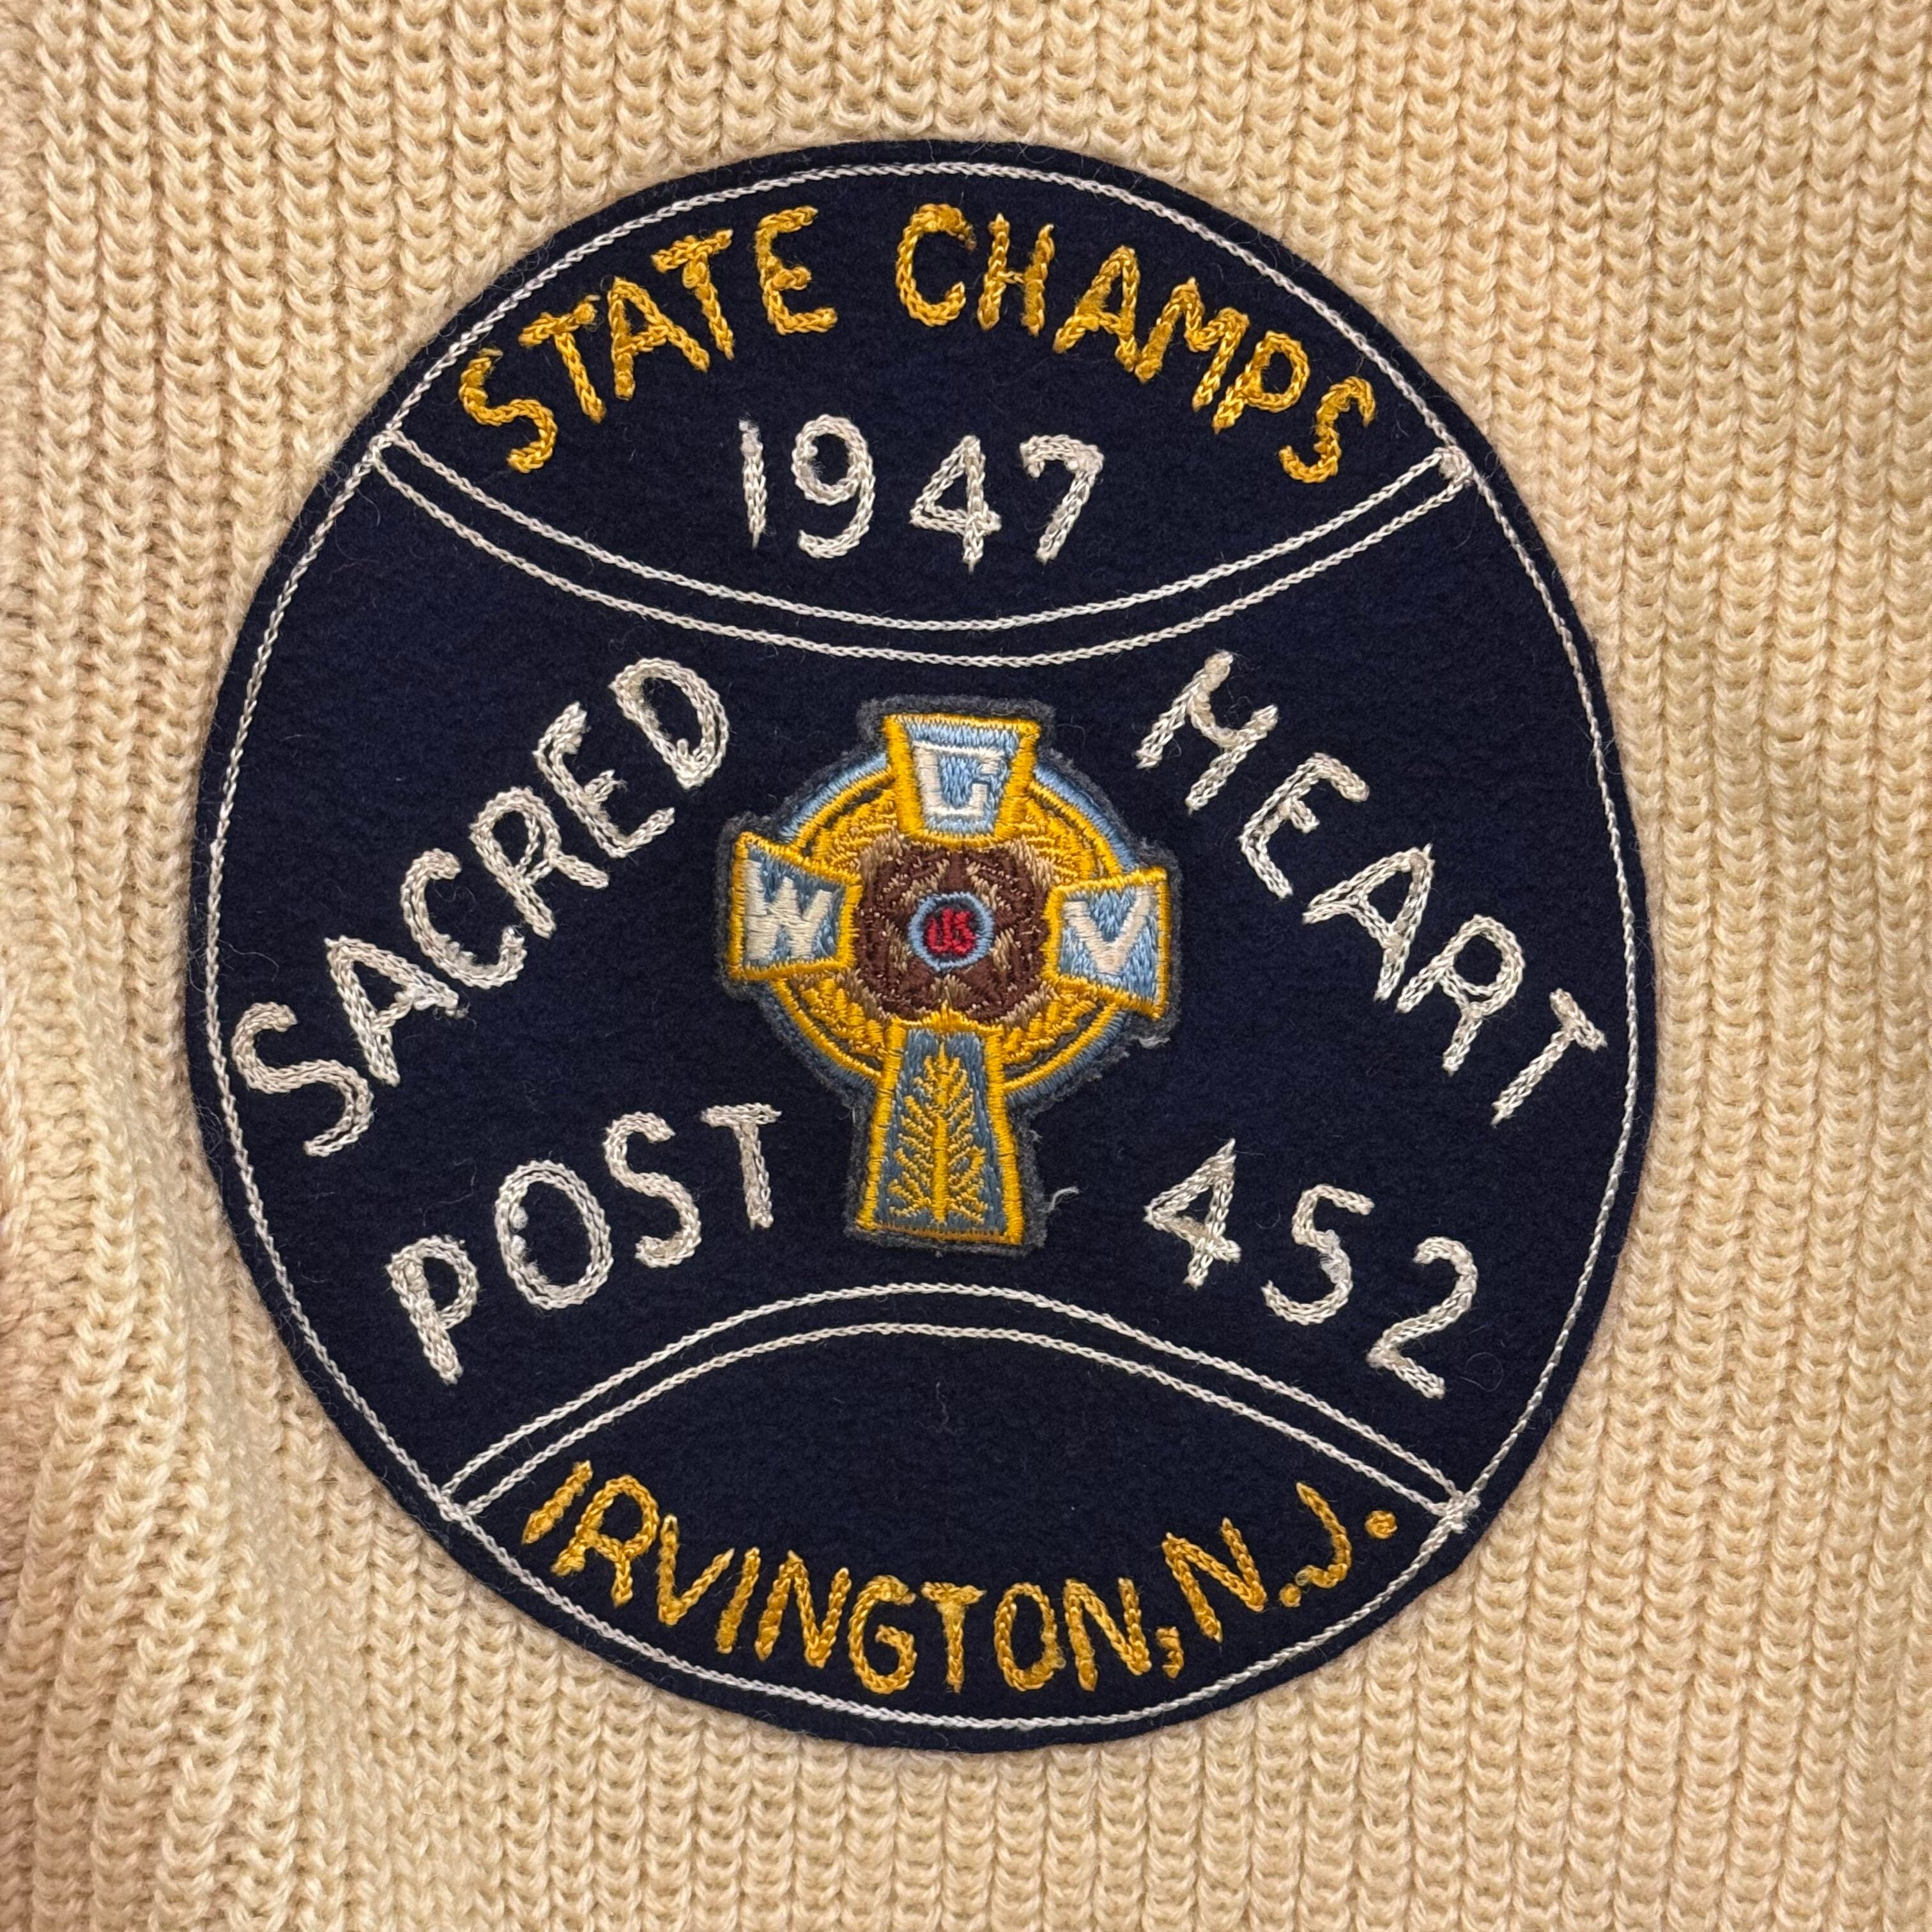 STATE CHAMPS
1947
SACRED HEART
C
W US V
POST 452
IRVINGTON, N.J.